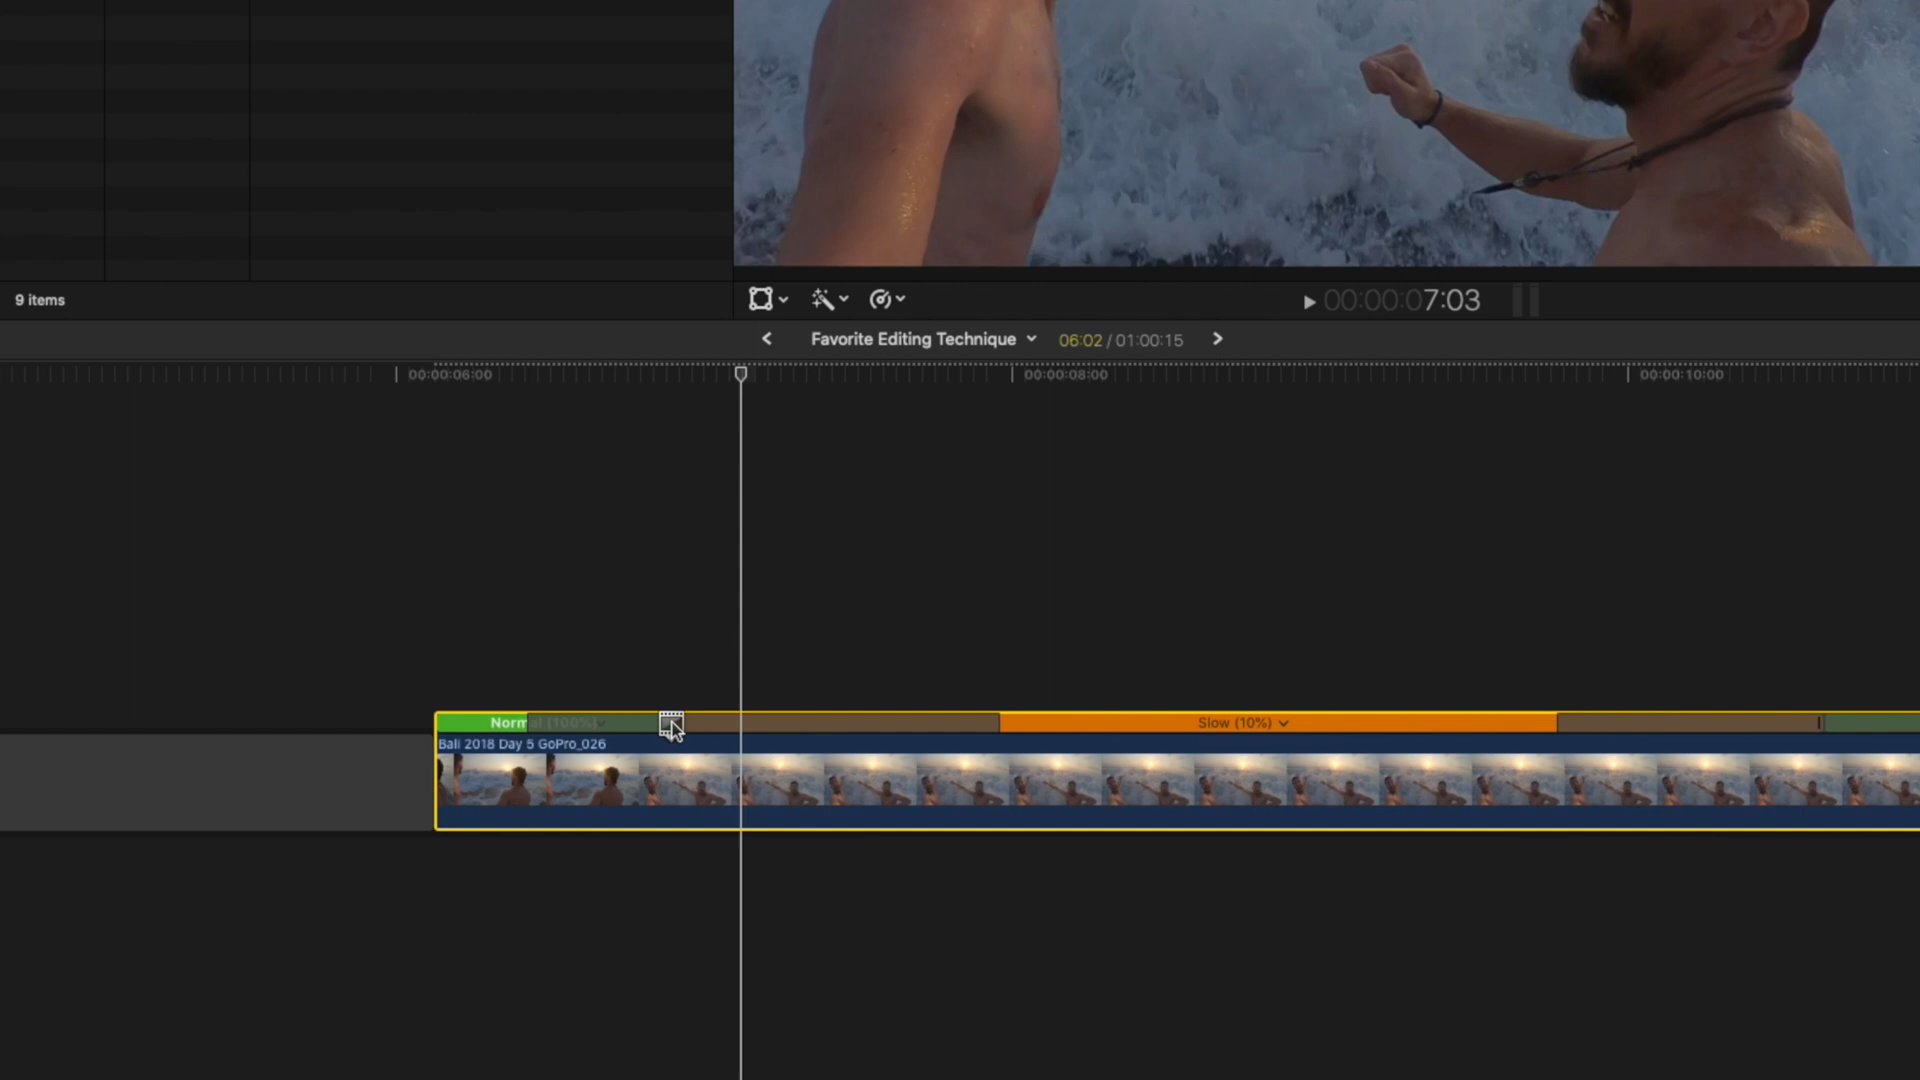 9 items
00:00:07:03
Favorite Editing Technique 06:02 / 01:00:15
00:00:06:00 00:00:08:00 00:00:10:00
Normal (100%) Slow (10%)
Bali 2018 Day 5 GoPro_026